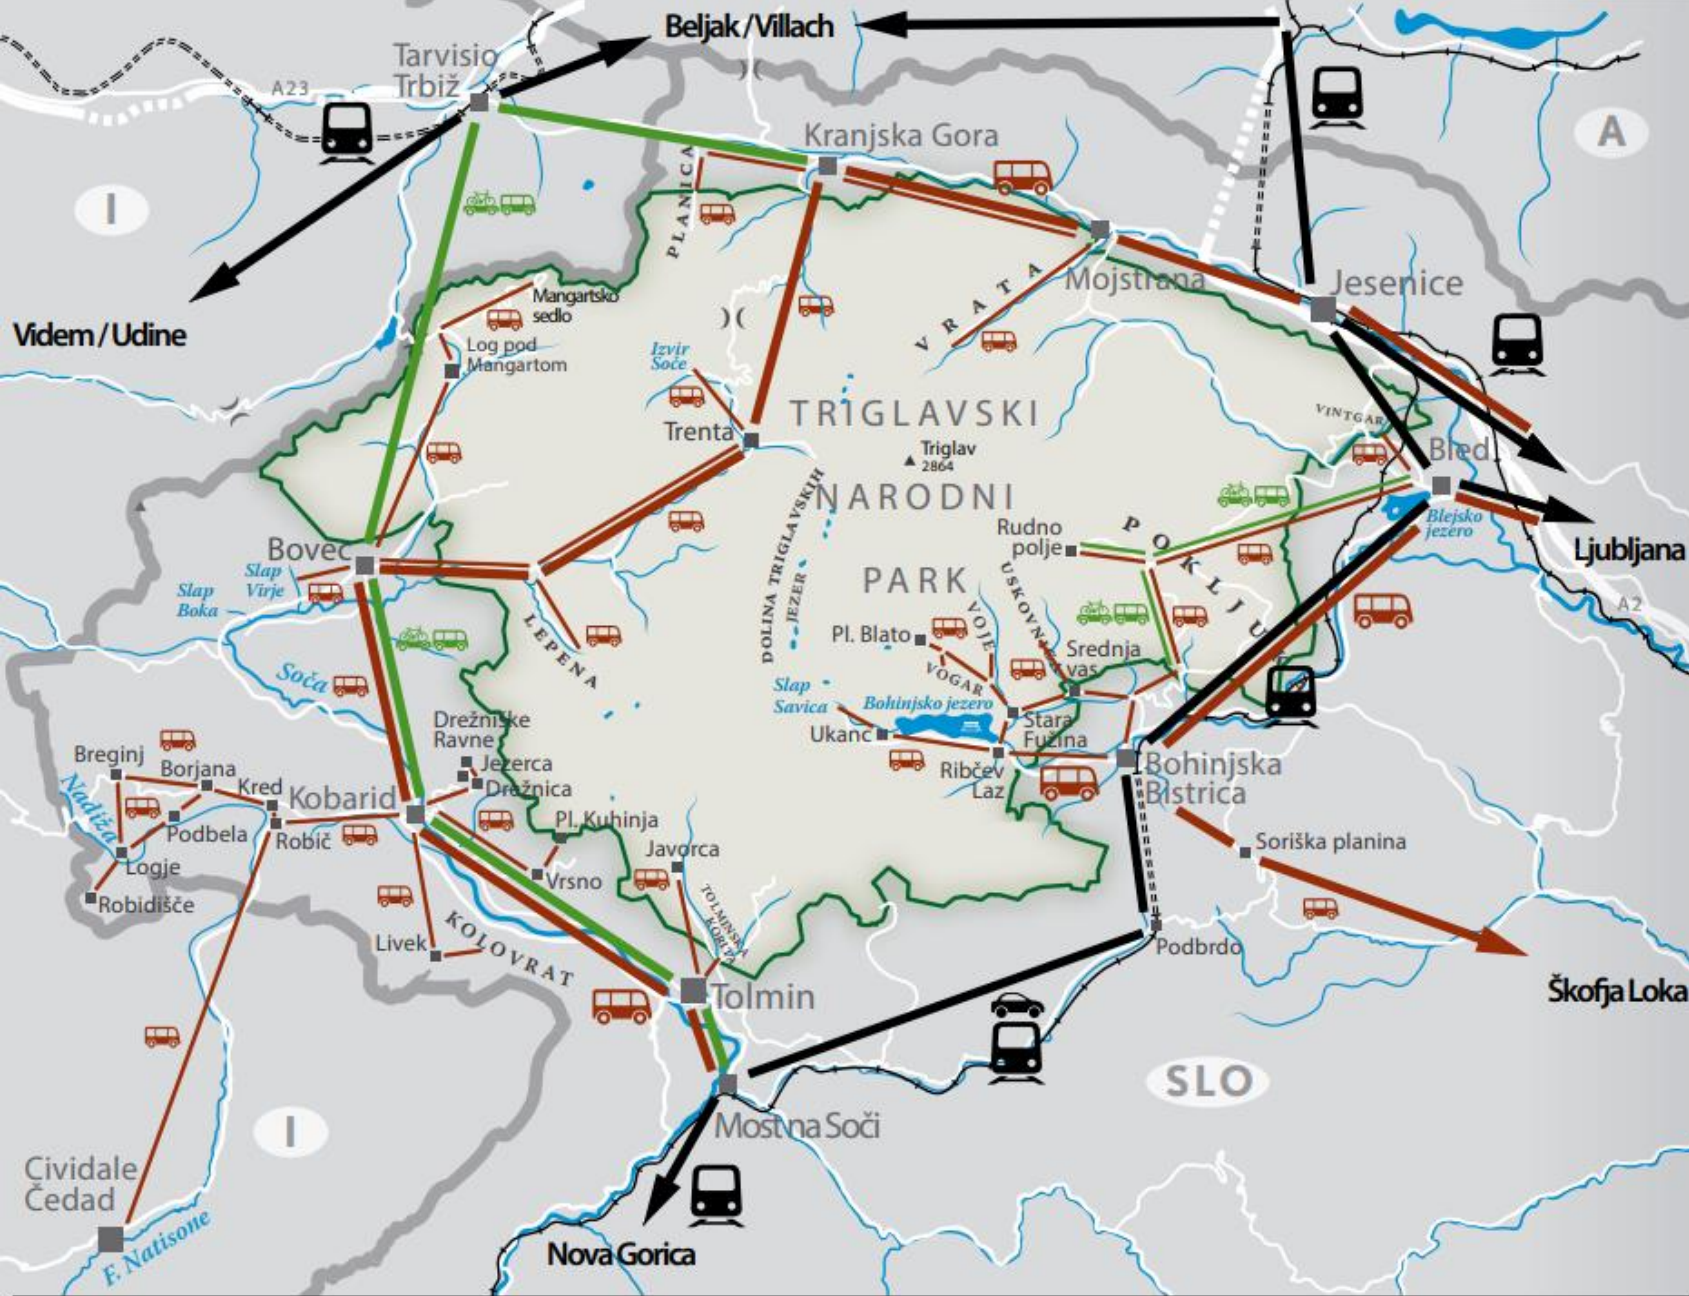 Beljak / Villach
Tarvisio
Trbiž
A23
Kranjska Gora
A
I
PLANICA
Mojstrana
Jesenice
VRATA
Mangartsko
sedlo
Videm / Udine
Log pod
Mangartom
Izvir
Soče
Trenta
TRIGLAVSKI
Triglav
2864
NARODNI
PARK
VINTGAR
Bled
Blejsko
jezero
Ljubljana
A2
DOLINA TRIGLAVSKIH
JEZER
Rudno
polje
POKLJU
USKOVNICA
VOJE
Bovec
Slap
Virje
Slap
Boka
LEPENA
Soča
Pl. Blato
VOGAR
Srednja
vas
Slap
Savica
Bohinjsko jezero
Ukanc
Stara
Fužina
Ribčev
Laz
Bohinjska
Bistrica
Drežniške
Ravne
Jezerca
Drežnica
Breginj
Borjana
Kred
Kobarid
Nadiža
Podbela
Robič
Logje
Robidišče
Pl. Kuhinja
Vrsno
Javorca
TOLMINSKA
KORITA
Soriška planina
Livek
KOLOVRAT
Podbrdo
Škofja Loka
Tolmin
SLO
Most na Soči
I
Cividale
Čedad
F. Natisone
Nova Gorica